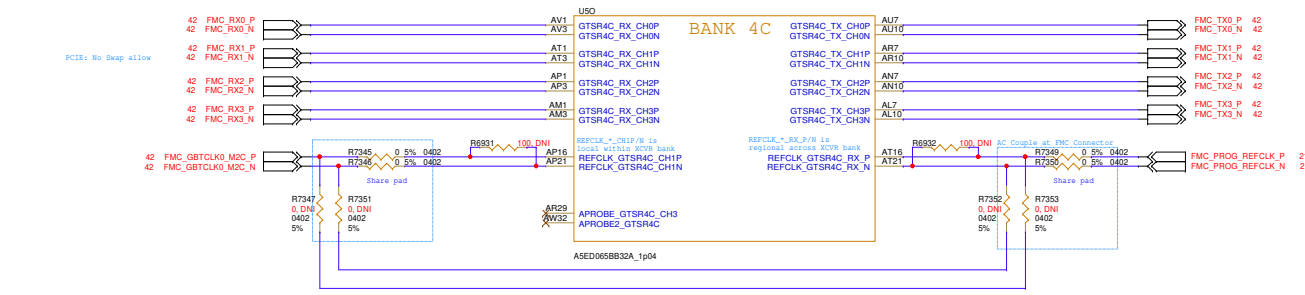 U5O
BANK 4C
42 FMC_RX0_P AV1 GTSR4C_RX_CH0P GTSR4C_TX_CH0P AU7 FMC_TX0_P 42
42 FMC_RX0_N AV3 GTSR4C_RX_CH0N GTSR4C_TX_CH0N AU10 FMC_TX0_N 42
42 FMC_RX1_P AT1 GTSR4C_RX_CH1P GTSR4C_TX_CH1P AR7 FMC_TX1_P 42
PCIE: No Swap allow 42 FMC_RX1_N AT3 GTSR4C_RX_CH1N GTSR4C_TX_CH1N AR10 FMC_TX1_N 42
42 FMC_RX2_P AP1 GTSR4C_RX_CH2P GTSR4C_TX_CH2P AN7 FMC_TX2_P 42
42 FMC_RX2_N AP3 GTSR4C_RX_CH2N GTSR4C_TX_CH2N AN10 FMC_TX2_N 42
42 FMC_RX3_P AM1 GTSR4C_RX_CH3P GTSR4C_TX_CH3P AL7 FMC_TX3_P 42
42 FMC_RX3_N AM3 GTSR4C_RX_CH3N GTSR4C_TX_CH3N AL10 FMC_TX3_N 42
R6931 100, DNI REFCLK_*_CH1P/N is REFCLK_*_RX_P/N is R6932 100, DNI AC Couple at FMC Connector
local within XCVR bank regional across XCVR bank
42 FMC_GBTCLK0_M2C_P R7345 0 5% 0402 AP16 REFCLK_GTSR4C_CH1P REFCLK_GTSR4C_RX_P AT16 R7349 0 5% 0402 FMC_PROG_REFCLK_P 2
42 FMC_GBTCLK0_M2C_N R7346 0 5% 0402 AP21 REFCLK_GTSR4C_CH1N REFCLK_GTSR4C_RX_N AT21 R7350 0 5% 0402 FMC_PROG_REFCLK_N 2
Share pad Share pad
R7347 R7351 R7352 R7353
0, DNI 0, DNI 0, DNI 0, DNI
0402 0402 0402 0402
5% 5% 5% 5%
AR29 APROBE_GTSR4C_CH3
AW32 APROBE2_GTSR4C
A5ED065BB32A_1p04